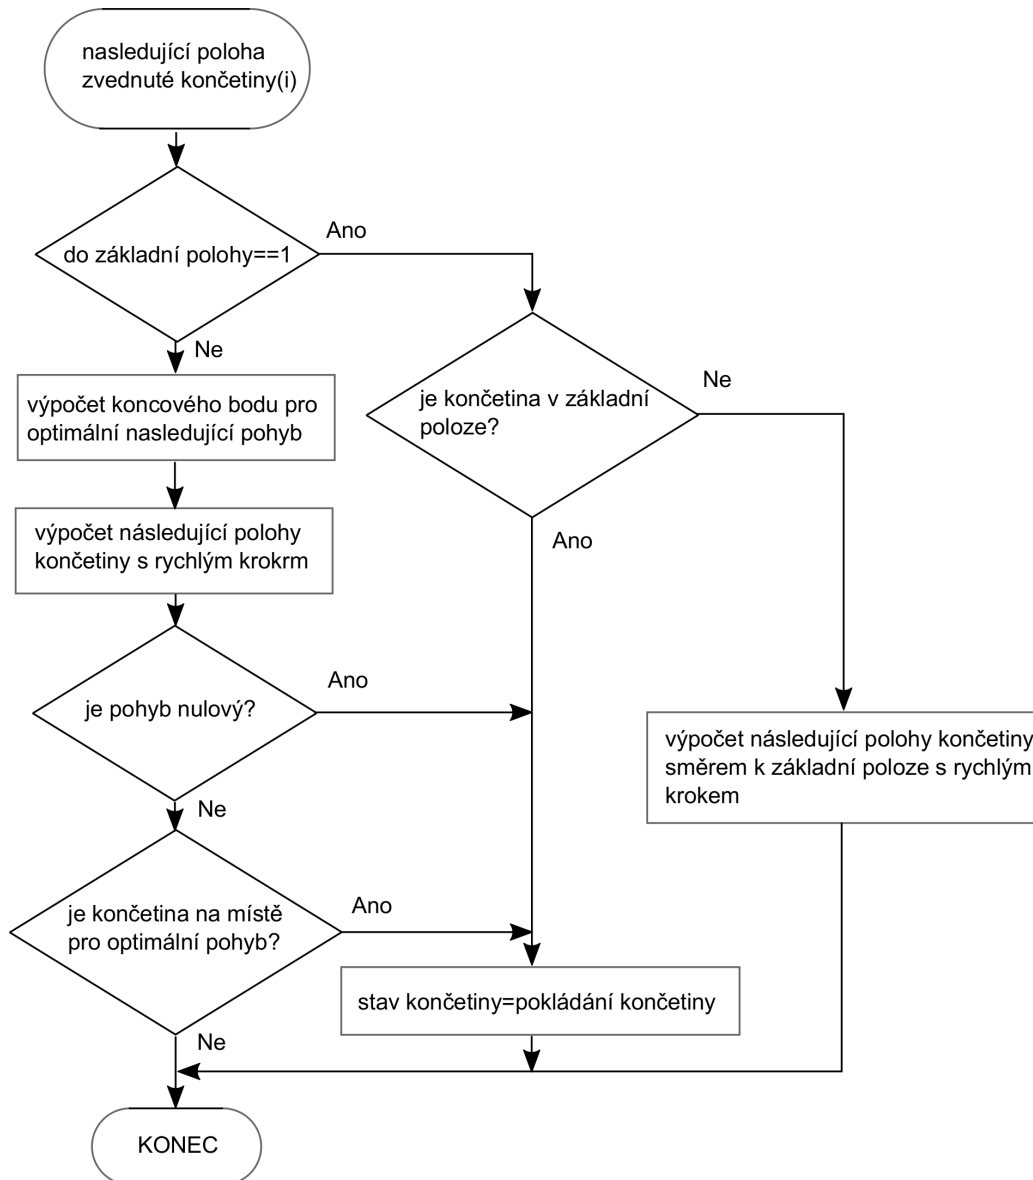 nasledující poloha
zvednuté končetiny(i)
do základní polohy==1
Ano
Ne
výpočet koncového bodu pro
optimální nasledující pohyb
je končetina v základní
poloze?
Ne
Ano
výpočet následující polohy
končetiny s rychlým krokrm
je pohyb nulový?
Ano
Ne
výpočet následující polohy končetiny
směrem k základní poloze s rychlým
krokem
je končetina na místě
pro optimální pohyb?
Ano
Ne
stav končetiny=pokládání končetiny
KONEC